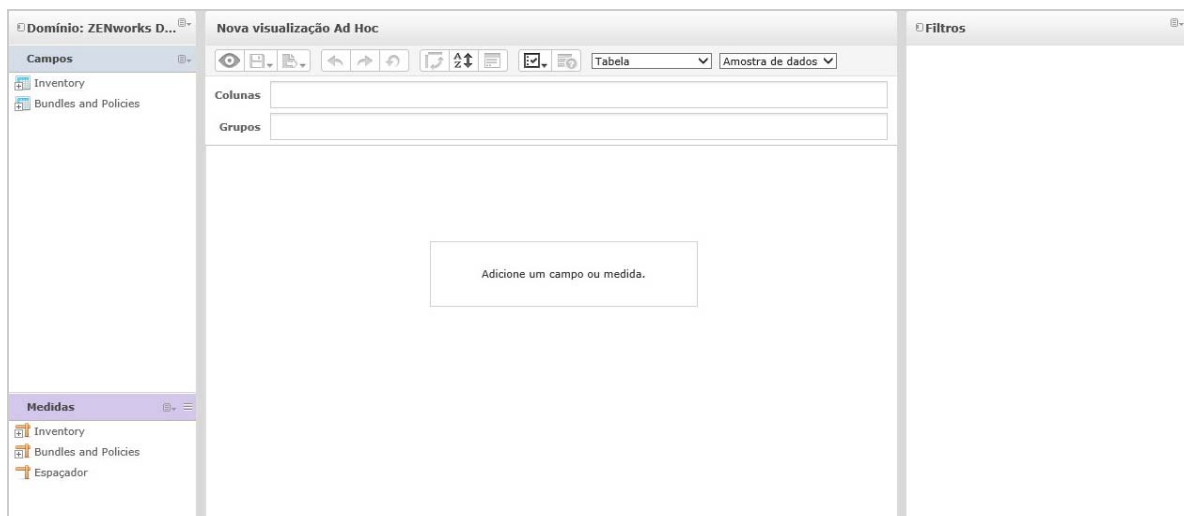 Domínio: ZENworks D...
Campos
Inventory
Bundles and Policies
Medidas
Inventory
Bundles and Policies
Espaçador
Nova visualização Ad Hoc
Tabela
Amostra de dados
Colunas
Grupos
Adicione um campo ou medida.
Filtros